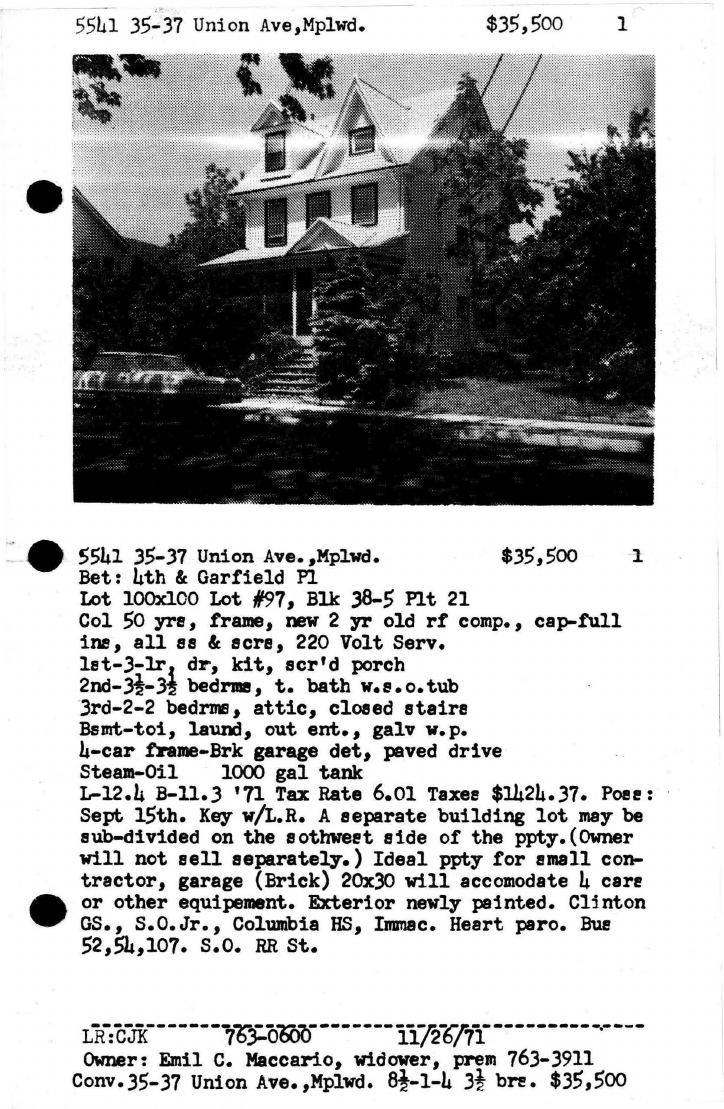 5541 35-37 Union Ave,Mplwd. $35,500 1
5541 35-37 Union Ave.,Mplwd. $35,500 1
Bet: 4th & Garfield Pl
Lot 100x100 Lot #97, Blk 38-5 Plt 21
Col 50 yrs, frame, new 2 yr old rf comp., cap-full
ins, all ss & scrs, 220 Volt Serv.
1st-3-lr, dr, kit, scr'd porch
2nd-3½-3½ bedrms, t. bath w.s.o.tub
3rd-2-2 bedrms, attic, closed stairs
Bsmt-toi, laund, out ent., galv w.p.
4-car frame-Brk garage det, paved drive
Steam-Oil 1000 gal tank
L-12.4 B-11.3 '71 Tax Rate 6.01 Taxes $1424.37. Poss:
Sept 15th. Key w/L.R. A separate building lot may be
sub-divided on the sothwest side of the ppty.(Owner
will not sell separately.) Ideal ppty for small con-
tractor, garage (Brick) 20x30 will accomodate 4 cars
or other equipement. Exterior newly painted. Clinton
GS., S.O.Jr., Columbia HS, Immac. Heart paro. Bus
52,54,107. S.O. RR St.
LR:CJK 763-0600 11/26/71
Owner: Emil C. Maccario, widower, prem 763-3911
Conv.35-37 Union Ave.,Mplwd. 8½-1-4 3½ brs. $35,500